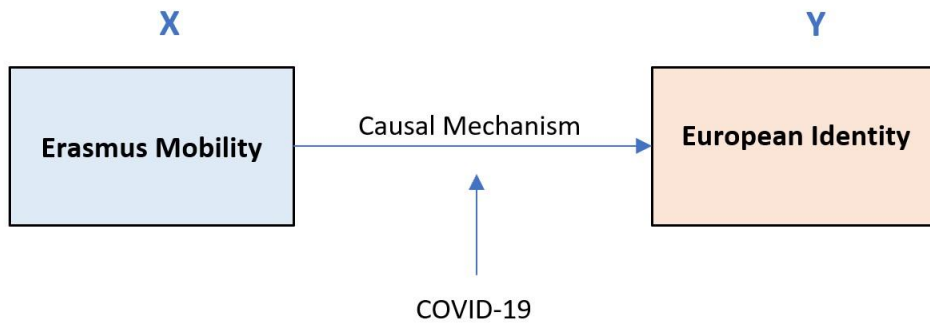 X
Y
Erasmus Mobility
Causal Mechanism
European Identity
COVID-19